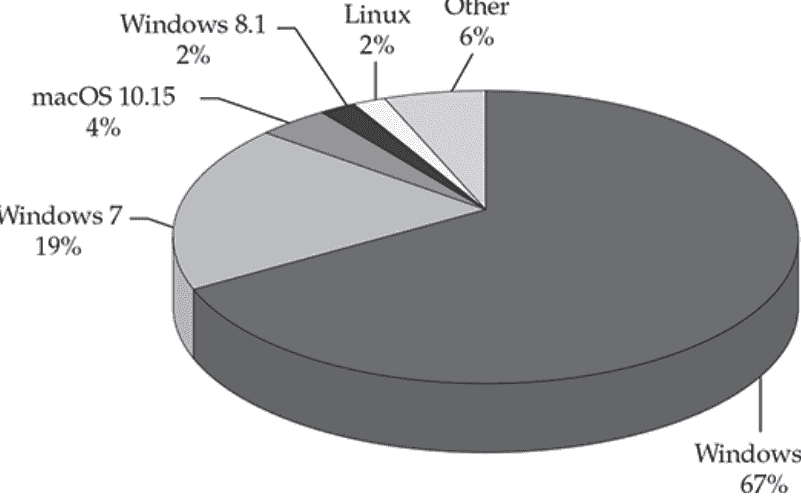 Windows 8.1
2%
Linux
2%
Other
6%
macOS 10.15
4%
Windows 7
19%
Windows
67%